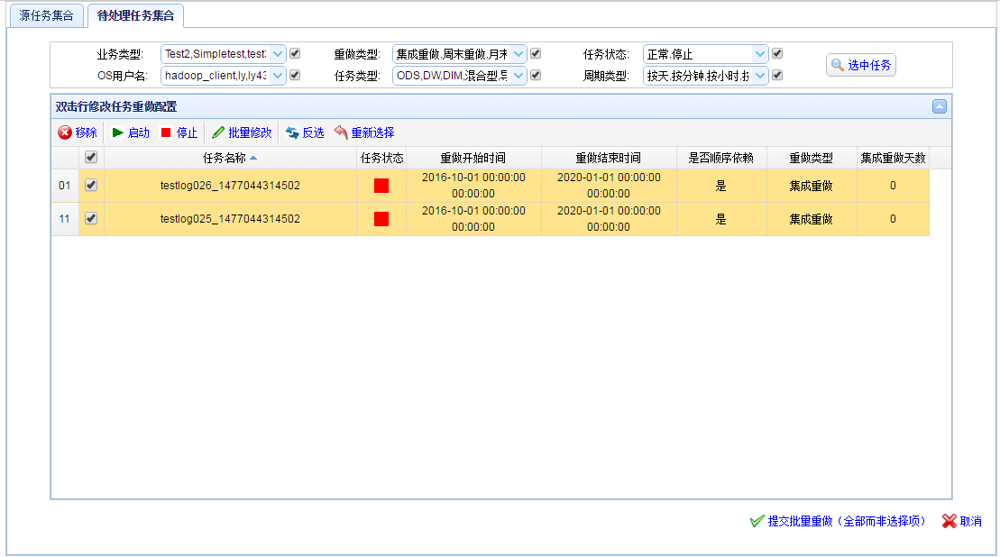 源任务集合 待处理任务集合
业务类型: Test2,Simpletest,test 重做类型: 集成重做,周末重做,月末 任务状态: 正常,停止 选中任务
OS用户名: hadoop_client,ly,ly43 任务类型: ODS,DW,DIM,混合型,导 周期类型: 按天,按分钟,按小时,按
双击行修改任务重做配置
移除 启动 停止 批量修改 反选 重新选择
任务名称 任务状态 重做开始时间 重做结束时间 是否顺序依赖 重做类型 集成重做天数
01 testlog026_1477044314502 2016-10-01 00:00:00 2020-01-01 00:00:00 是 集成重做 0
00:00:00 00:00:00
11 testlog025_1477044314502 2016-10-01 00:00:00 2020-01-01 00:00:00 是 集成重做 0
00:00:00 00:00:00
提交批量重做（全部而非选择项） 取消